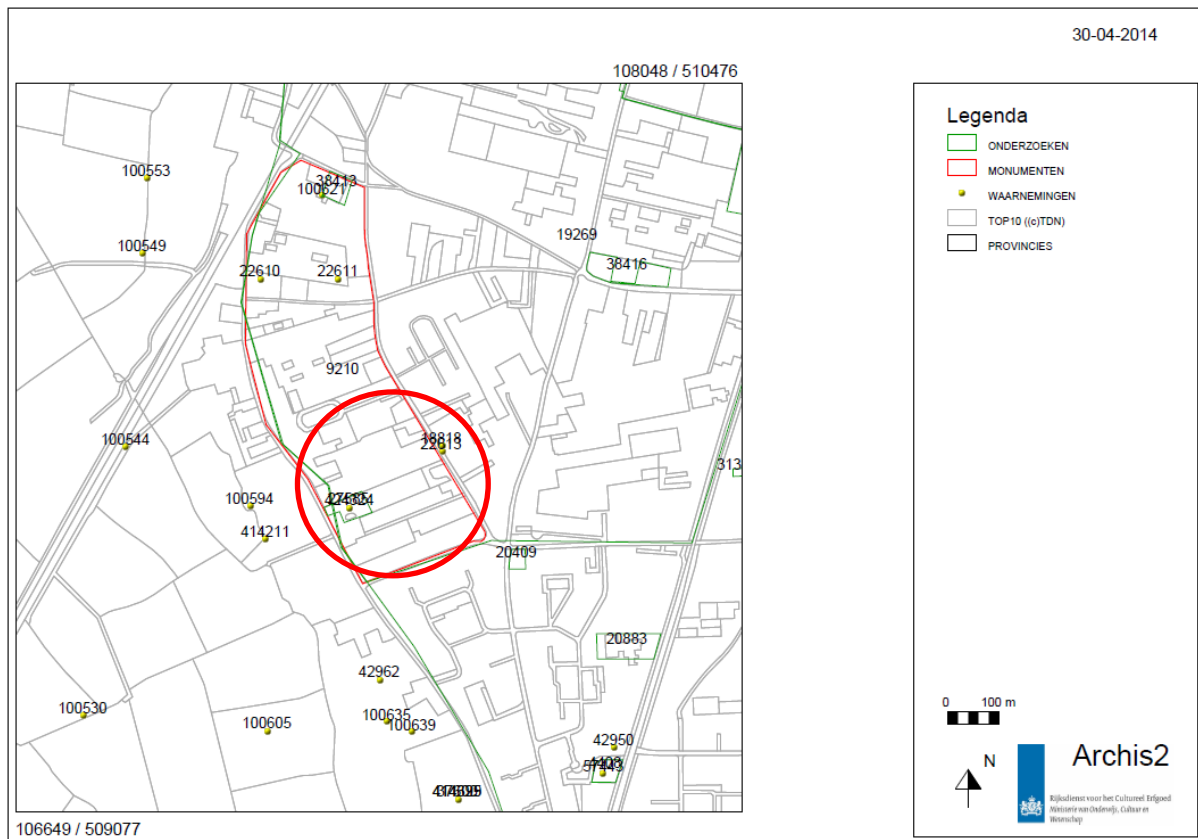 30-04-2014
108048 / 510476
Legenda
ONDERZOEKEN
MONUMENTEN
WAARNEMINGEN
TOP10 ((c)TDN)
PROVINCIES
100553
38413
100621
100549
19269
38416
22610
22611
9210
18818
22613
100544
313
100594
414211
20409
20883
42962
100530
100635
100605
100639
42950
106649 / 509077
0 100 m
N
Archis2
Rijksdienst voor het Cultureel Erfgoed
Ministerie van Onderwijs, Cultuur en
Wetenschap